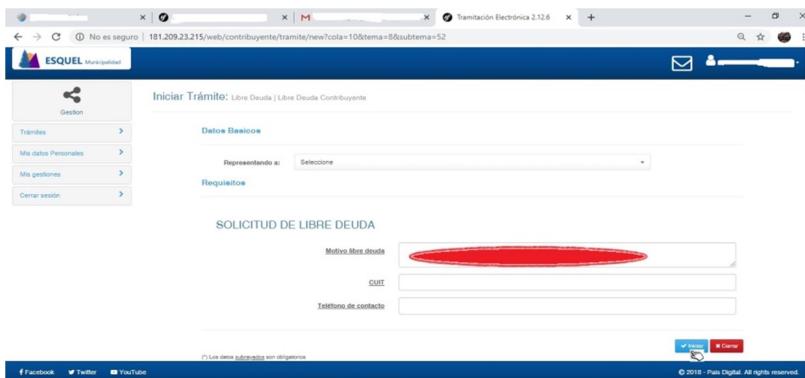 Tramitación Electrónica 2.12.6
No es seguro | 181.209.23.215/web/contribuyente/tramite/new?cola=10&tema=8&subtema=52
ESQUEL Municipalidad
Gestion
Trámites
Mis datos Personales
Mis gestiones
Cerrar sesión
Iniciar Trámite: Libre Deuda | Libre Deuda Contribuyente
Datos Basicos
Representando a: Seleccione
Requisitos
SOLICITUD DE LIBRE DEUDA
Motivo libre deuda
CUIT
Teléfono de contacto
Iniciar Cerrar
(*) Los datos subrayados son obligatorios
Facebook Twitter YouTube
© 2018 - Pais Digital. All rights reserved.